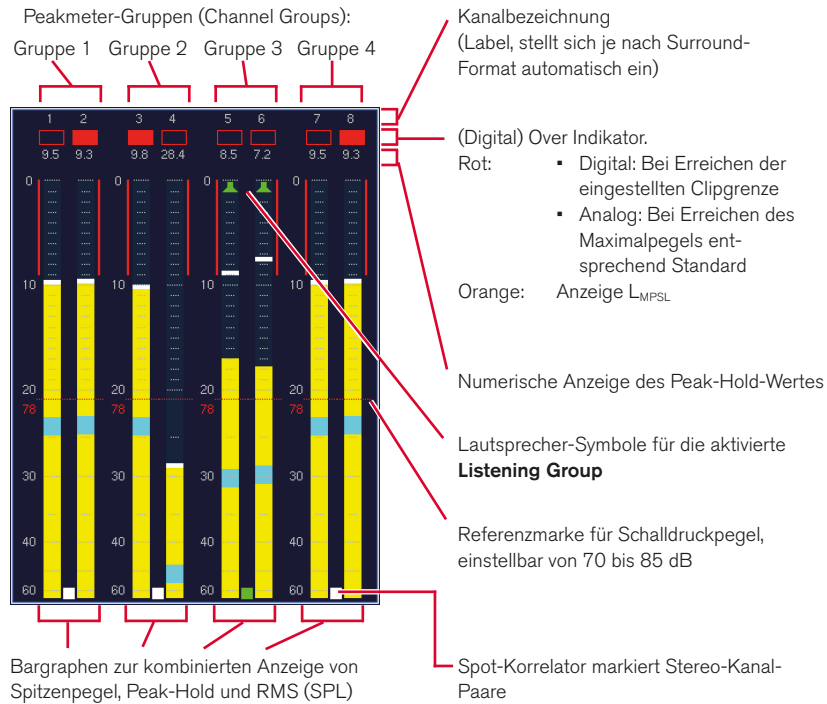 Peakmeter-Gruppen (Channel Groups):
Gruppe 1 Gruppe 2 Gruppe 3 Gruppe 4
Kanalbezeichnung
(Label, stellt sich je nach Surround-
Format automatisch ein)
1 2 3 4 5 6 7 8
9.5 9.3 9.8 28.4 8.5 7.2 9.5 9.3
0 0 0 0
10 10 10 10
20 20 20 20
78 78 78 78
30 30 30 30
40 40 40 40
60 60 60 60
(Digital) Over Indikator.
Rot: ▪ Digital: Bei Erreichen der
eingestellten Clipgrenze
▪ Analog: Bei Erreichen des
Maximalpegels ent-
sprechend Standard
Orange: Anzeige LMPSL
Numerische Anzeige des Peak-Hold-Wertes
Lautsprecher-Symbole für die aktivierte
Listening Group
Referenzmarke für Schalldruckpegel,
einstellbar von 70 bis 85 dB
Bargraphen zur kombinierten Anzeige von
Spitzenpegel, Peak-Hold und RMS (SPL)
Spot-Korrelator markiert Stereo-Kanal-
Paare